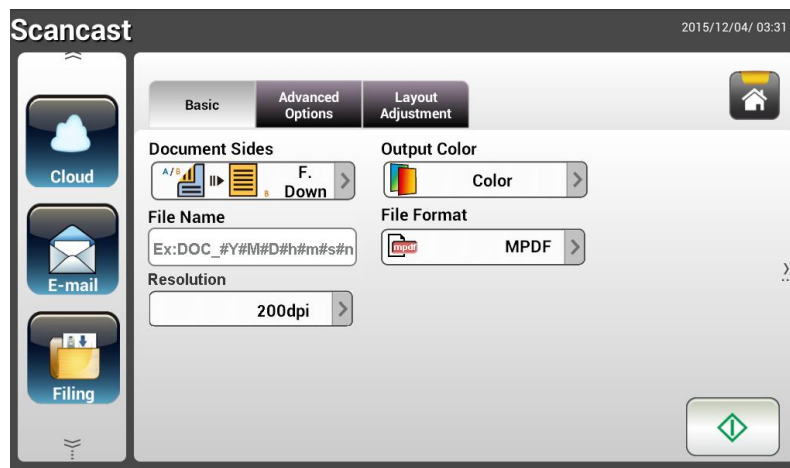 Scancast
2015/12/04/ 03:31
Basic
Advanced
Options
Layout
Adjustment
Cloud
E-mail
Filing
Document Sides
A/B
B
F.
Down
Output Color
Color
File Name
Ex:DOC_#Y#M#D#h#m#s#n
File Format
mpdf
MPDF
Resolution
200dpi